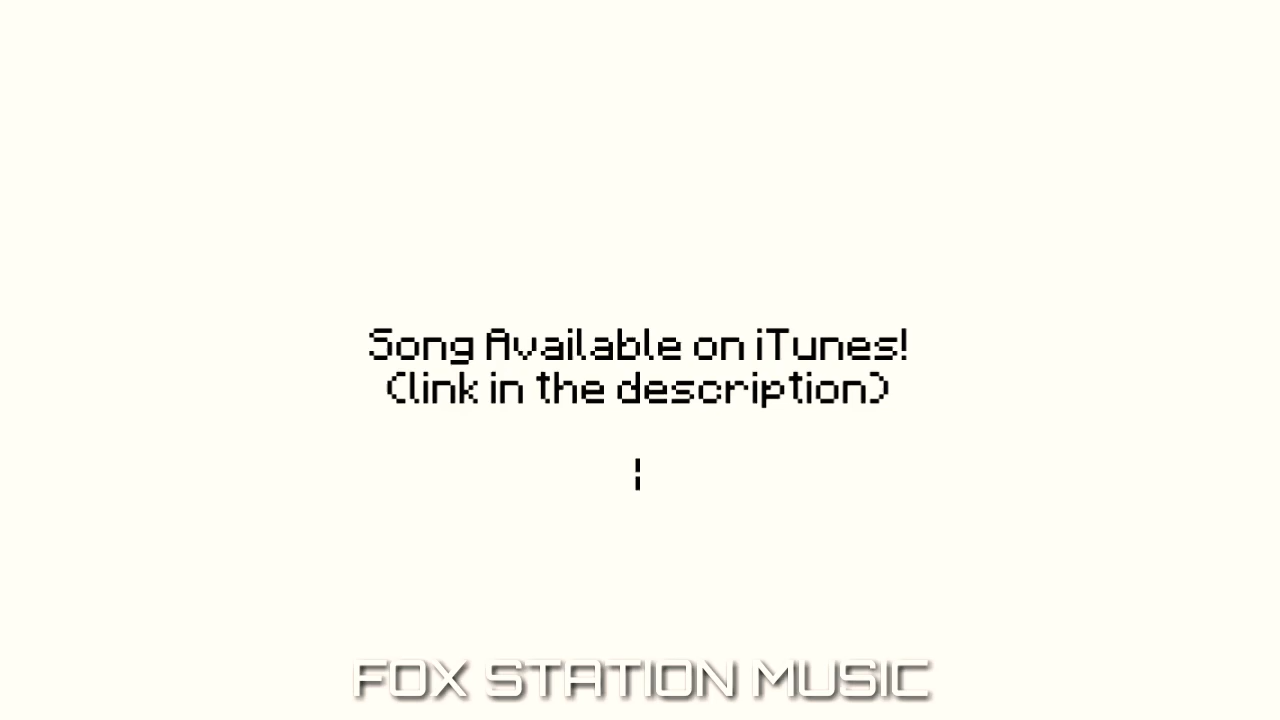 Song Available on iTunes!
(link in the description)
¦
FOX STATION MUSIC